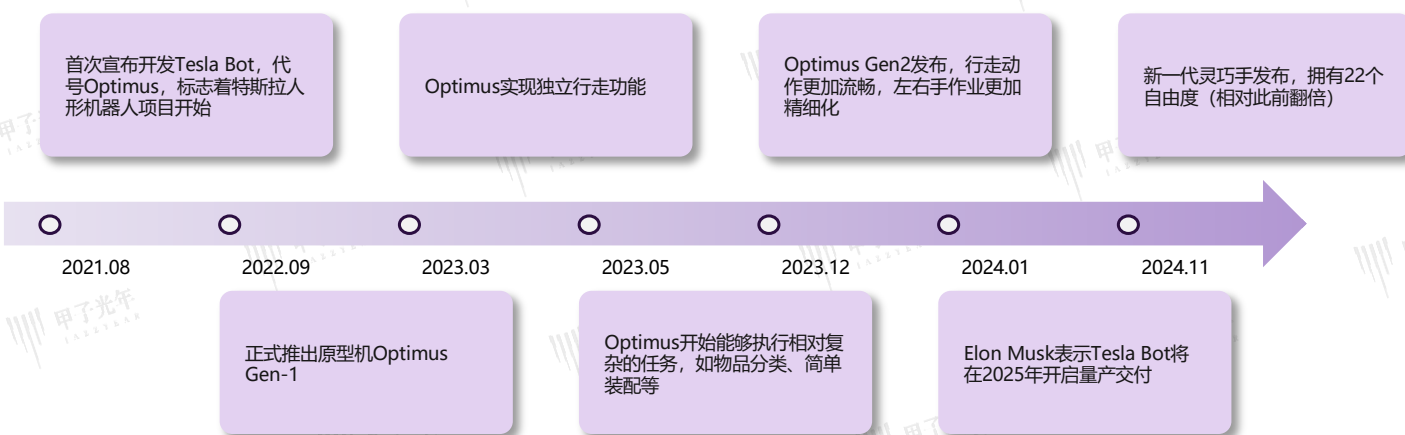 首次宣布开发Tesla Bot，代
号Optimus，标志着特斯拉人
形机器人项目开始
Optimus实现独立行走功能
Optimus Gen2发布，行走动
作更加流畅，左右手作业更加
精细化
新一代灵巧手发布，拥有22个
自由度（相对此前翻倍）
2021.08
2022.09
2023.03
2023.05
2023.12
2024.01
2024.11
正式推出原型机Optimus
Gen-1
Optimus开始能够执行相对复
杂的任务，如物品分类、简单
装配等
Elon Musk表示Tesla Bot将
在2025年开启量产交付
甲子光年